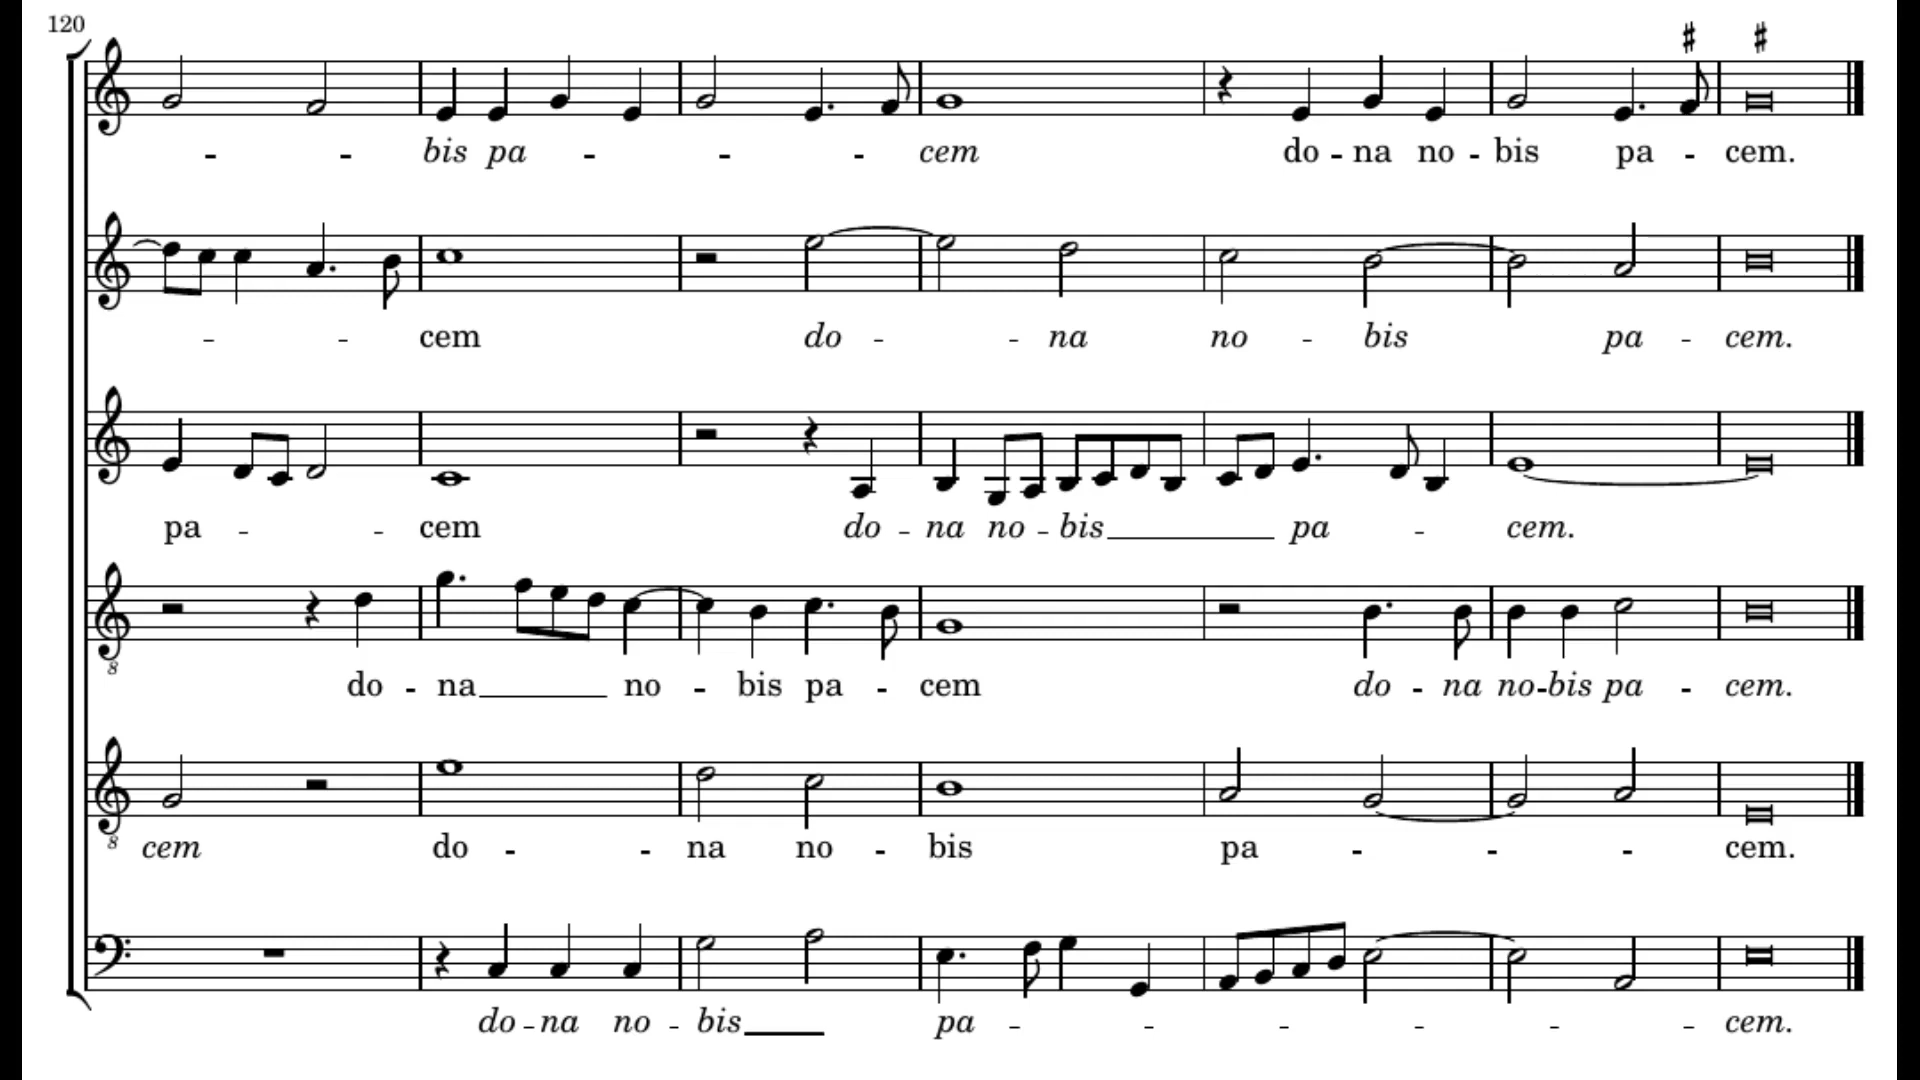 120
- - bis pa - - - cem do - na no - bis pa - cem.
- - cem do - - na no - bis pa - cem.
pa - - cem do - na no - bis pa - cem.
8
do - na no - bis pa - cem do - na no-bis pa - cem.
8
cem do - - na no - bis pa - - - cem.
do - na no - bis pa - - - - - - cem.